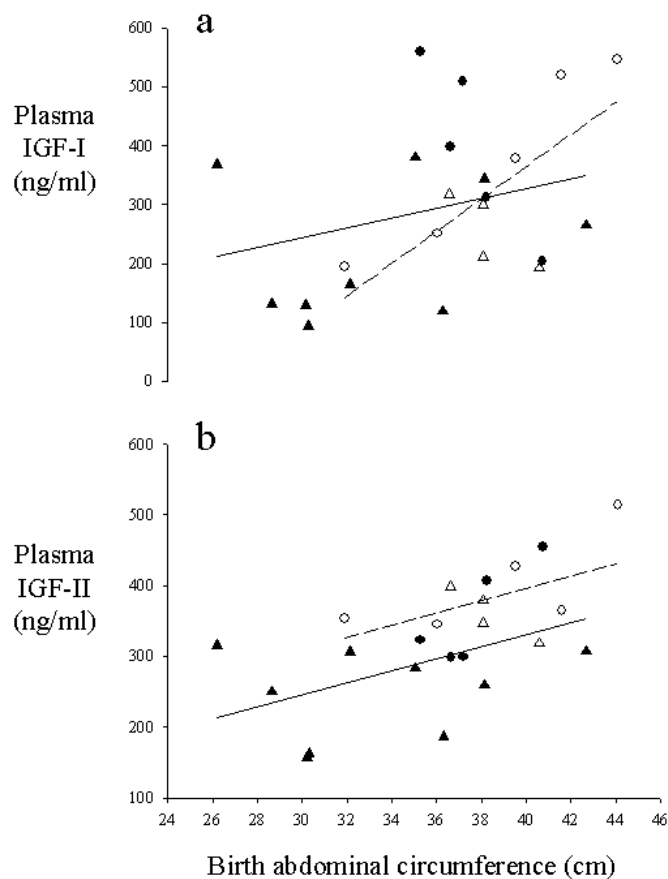 a
600
500
Plasma
IGF-I
(ng/ml)
400
300
200
100
0
b
600
500
Plasma
IGF-II
(ng/ml)
400
300
200
100
24 26 28 30 32 34 36 38 40 42 44 46
Birth abdominal circumference (cm)